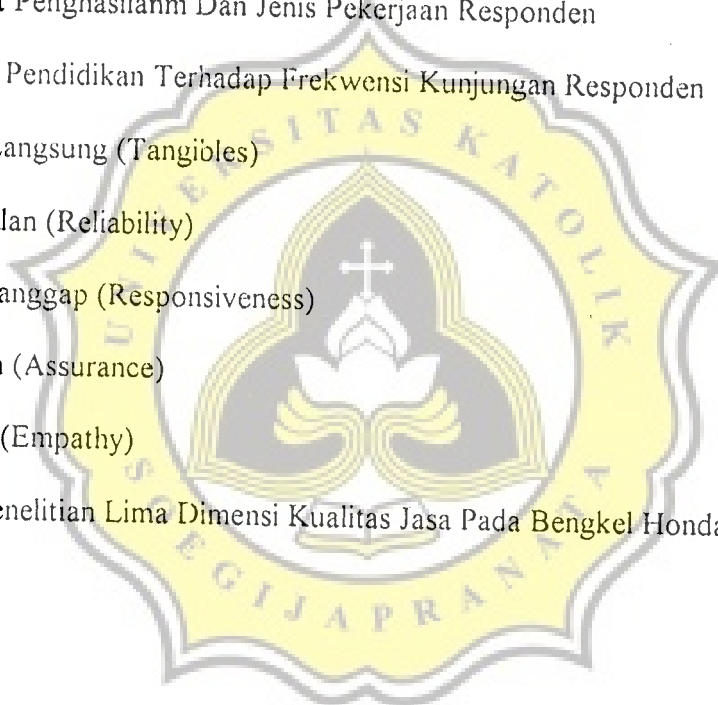 Penghasilanm Dan Jenis Pekerjaan Responden
Pendidikan Terhadap Frekwensi Kunjungan Responden
angsung (Tangibles)
lan (Reliability)
anggap (Responsiveness)
(Assurance)
(Empathy)
enelitian Lima Dimensi Kualitas Jasa Pada Bengkel Honda
UNIVERSITAS KATOLIK
SOEGIJAPRANATA